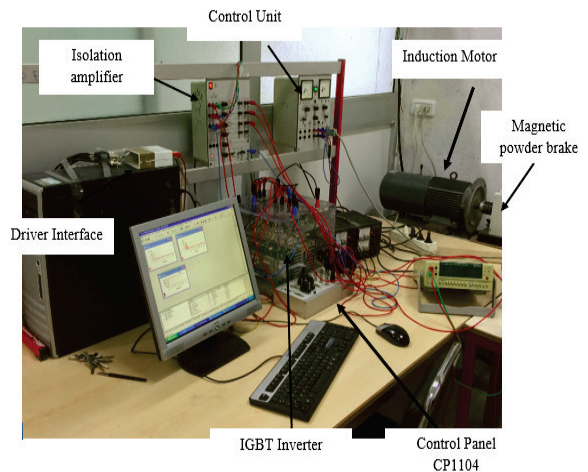 Control Unit
Isolation
amplifier
Induction Motor
Magnetic
powder brake
Driver Interface
IGBT Inverter
Control Panel
CP1104